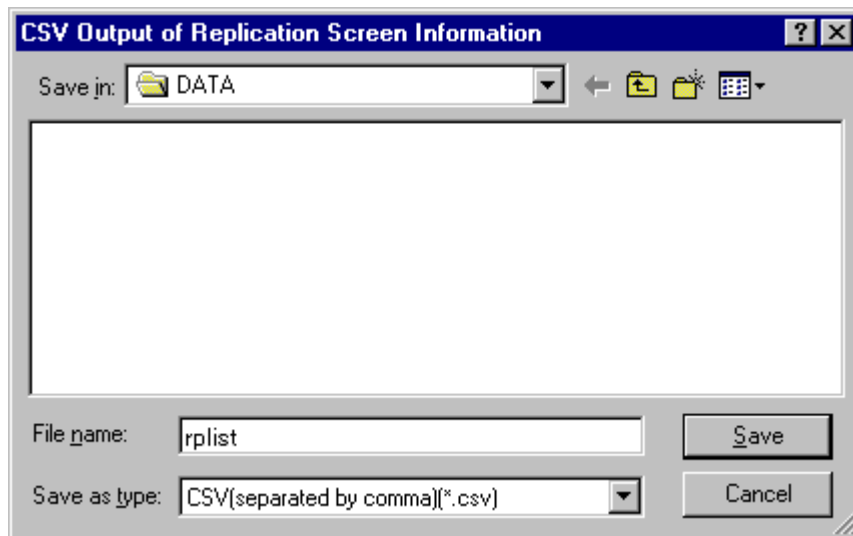 CSV Output of Replication Screen Information
Save in: DATA
File name: rplist Save
Save as type: CSV(separated by comma)(*.csv) Cancel